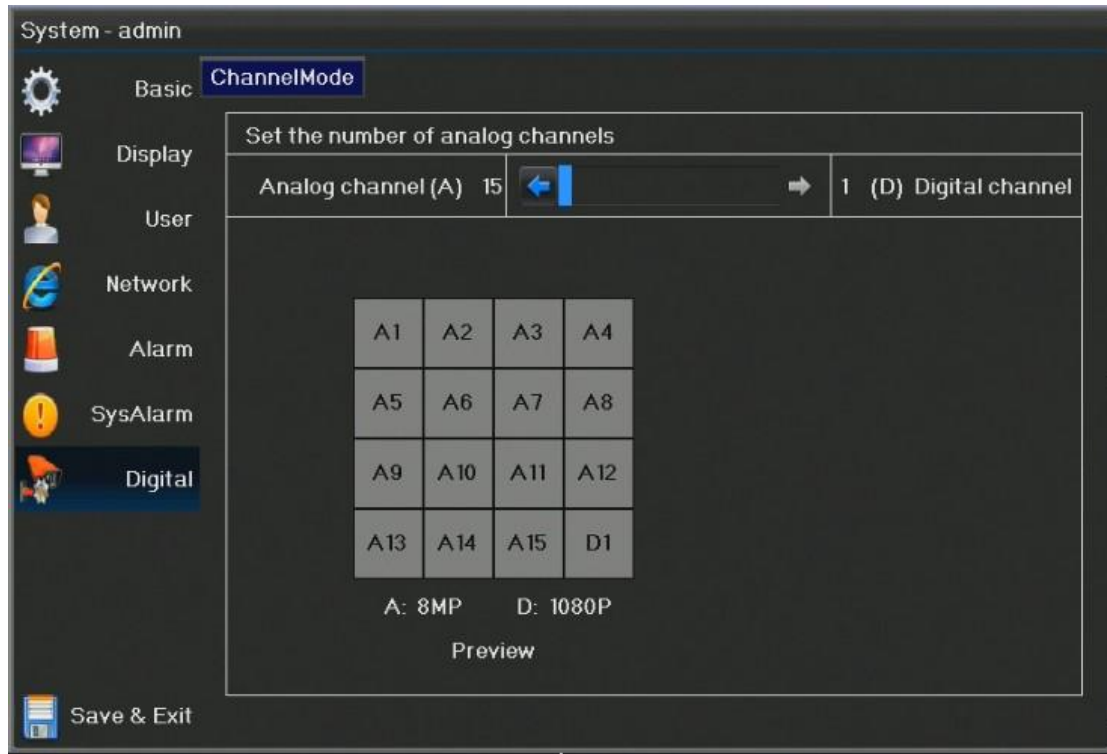 System - admin
Basic
ChannelMode
Display
User
Network
Alarm
SysAlarm
Digital
Save & Exit
Set the number of analog channels
Analog channel (A) 15
1 (D) Digital channel
A1 A2 A3 A4
A5 A6 A7 A8
A9 A10 A11 A12
A13 A14 A15 D1
A: 8MP D: 1080P
Preview